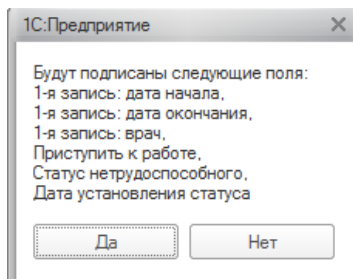 1С:Предприятие
Будут подписаны следующие поля:
1-я запись: дата начала,
1-я запись: дата окончания,
1-я запись: врач,
Приступить к работе,
Статус нетрудоспособного,
Дата установления статуса
Да
Нет